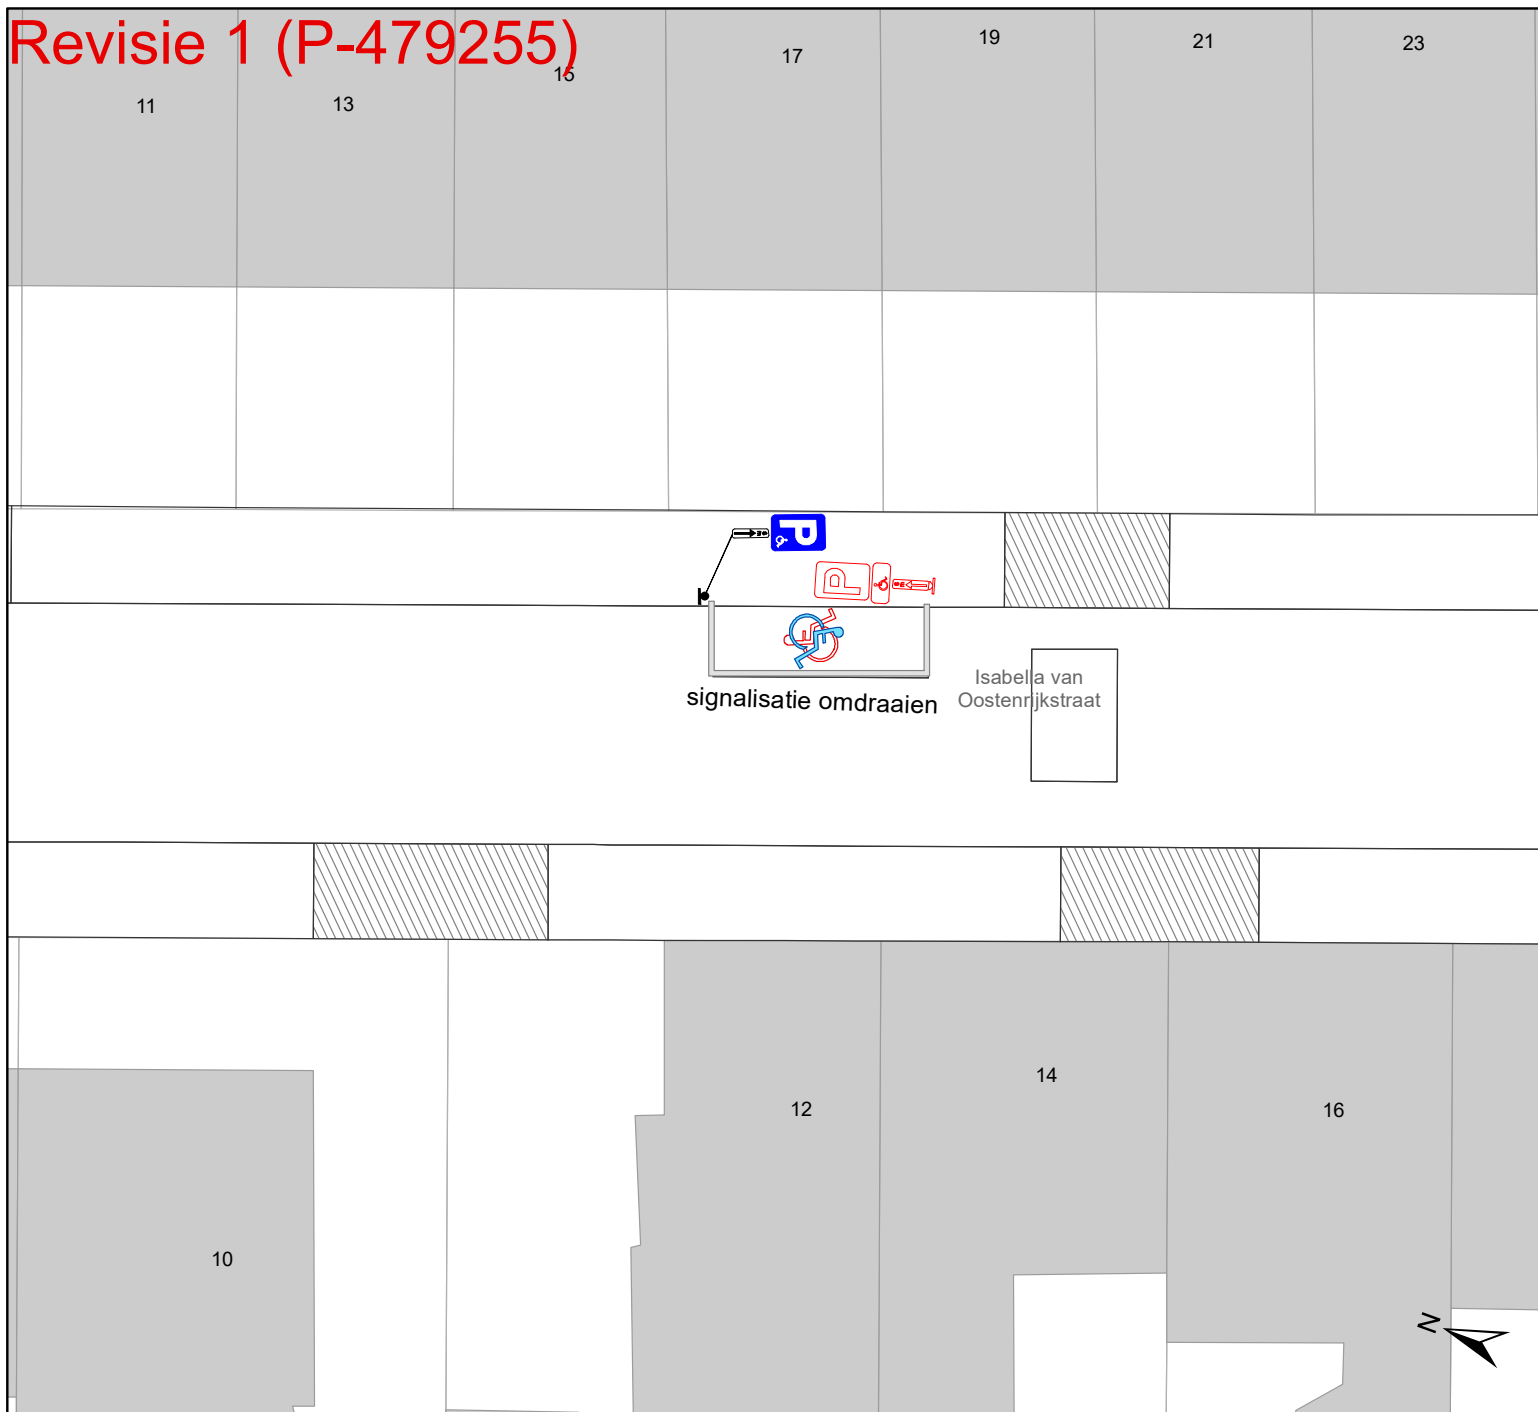 Revisie 1 (P-479255)
11
13
15
17
19
21
23
P
P
signalisatie omdraaien
Isabella van
Oostenrijkstraat
10
12
14
16
N